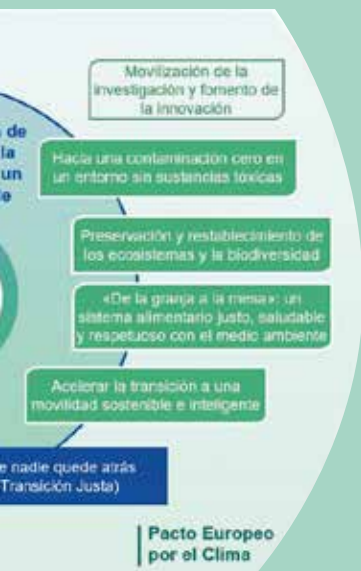 Movilización de la
investigación y fomento de
la innovación
de
la
un
Hacia una contaminación cero en
un entorno sin sustancias tóxicas
Preservación y restablecimiento de
los ecosistemas y la biodiversidad
«De la granja a la mesa»: un
sistema alimentario justo, saludable
y respetuoso con el medio ambiente
Acelerar la transición a una
movilidad sostenible e inteligente
nadie quede atrás
Transición Justa)
Pacto Europeo
por el Clima